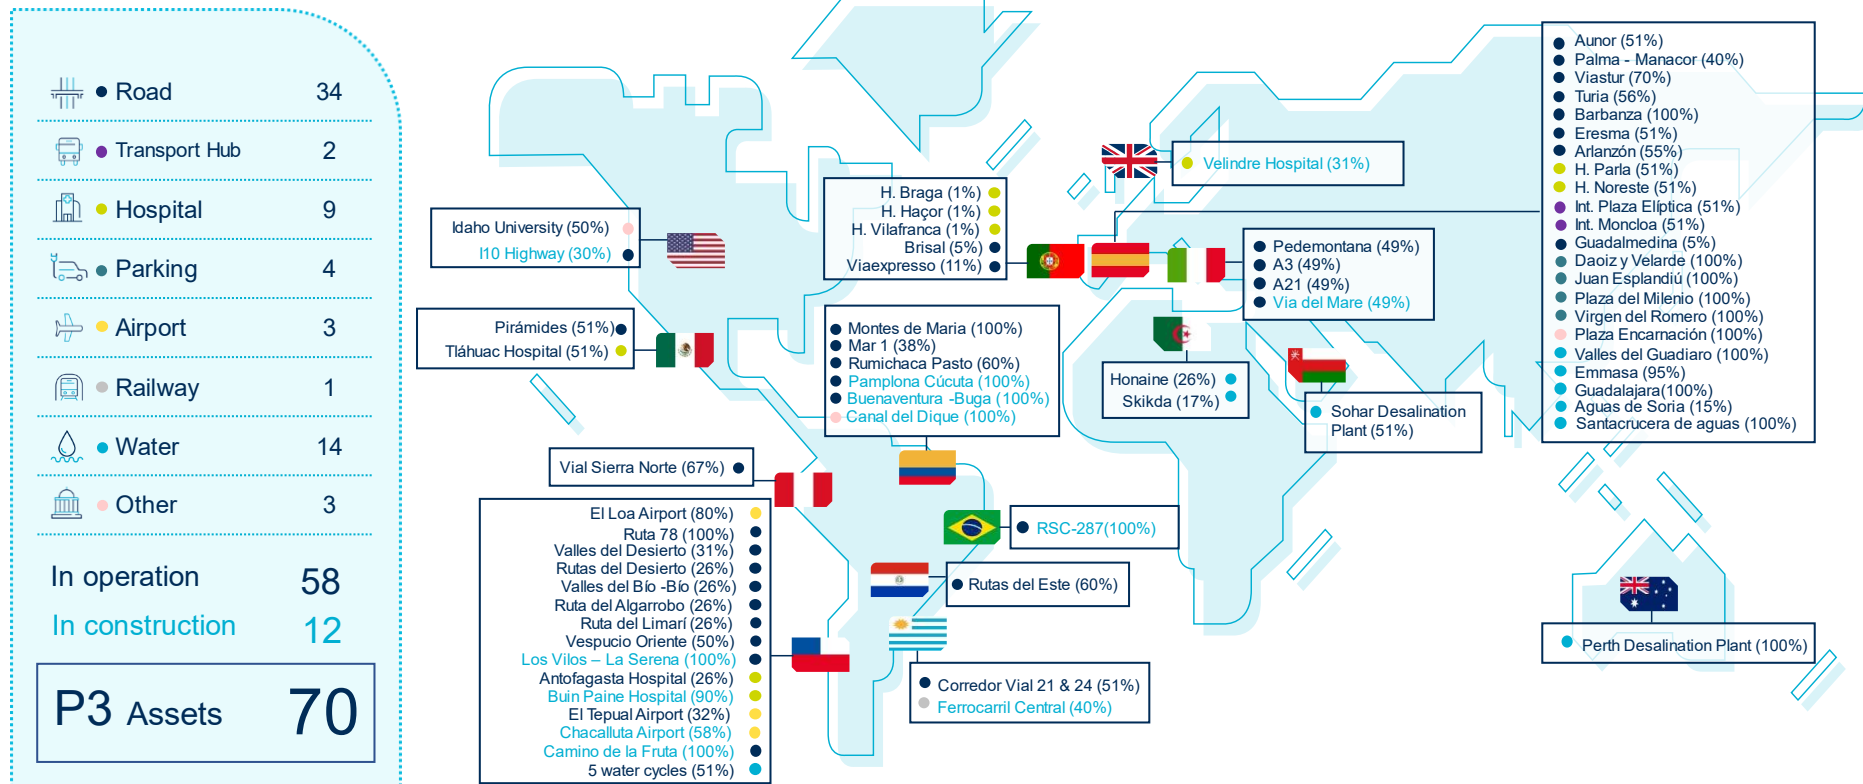 Road 34
Transport Hub 2
Hospital 9
Parking 4
Airport 3
Railway 1
Water 14
Other 3
In operation 58
In construction 12
P3 Assets 70
Idaho University (50%)
I10 Highway (30%)
Pirámides (51%)
Tláhuac Hospital (51%)
H. Braga (1%)
H. Haçor (1%)
H. Vilafranca (1%)
Brisal (5%)
Viaexpresso (11%)
Velindre Hospital (31%)
Pedemontana (49%)
A3 (49%)
A21 (49%)
Via del Mare (49%)
Aunor (51%)
Palma - Manacor (40%)
Viastur (70%)
Turia (56%)
Barbanza (100%)
Eresma (51%)
Arlanzón (55%)
H. Parla (51%)
H. Noreste (51%)
Int. Plaza Elíptica (51%)
Int. Moncloa (51%)
Guadalmedina (5%)
Daoiz y Velarde (100%)
Juan Esplandiú (100%)
Plaza del Milenio (100%)
Virgen del Romero (100%)
Plaza Encarnación (100%)
Valles del Guadiaro (100%)
Emmasa (95%)
Guadalajara(100%)
Aguas de Soria (15%)
Santacrucera de aguas (100%)
Montes de Maria (100%)
Mar 1 (38%)
Rumichaca Pasto (60%)
Pamplona Cúcuta (100%)
Buenaventura -Buga (100%)
Canal del Dique (100%)
Honaine (26%)
Skikda (17%)
Sohar Desalination
Plant (51%)
Vial Sierra Norte (67%)
El Loa Airport (80%)
Ruta 78 (100%)
Valles del Desierto (31%)
Rutas del Desierto (26%)
Valles del Bío -Bío (26%)
Ruta del Algarrobo (26%)
Ruta del Limarí (26%)
Vespucio Oriente (50%)
Los Vilos – La Serena (100%)
Antofagasta Hospital (26%)
Buin Paine Hospital (90%)
El Tepual Airport (32%)
Chacalluta Airport (58%)
Camino de la Fruta (100%)
5 water cycles (51%)
RSC-287(100%)
Rutas del Este (60%)
Corredor Vial 21 & 24 (51%)
Ferrocarril Central (40%)
Perth Desalination Plant (100%)